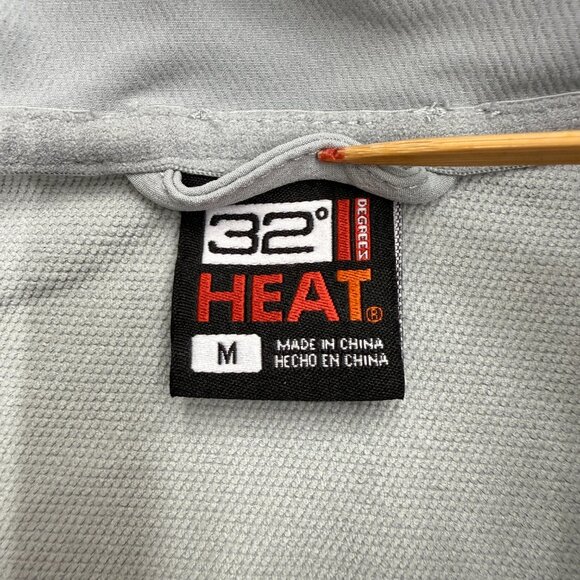 32°
DEGREES
HEAT®
M
MADE IN CHINA
HECHO EN CHINA